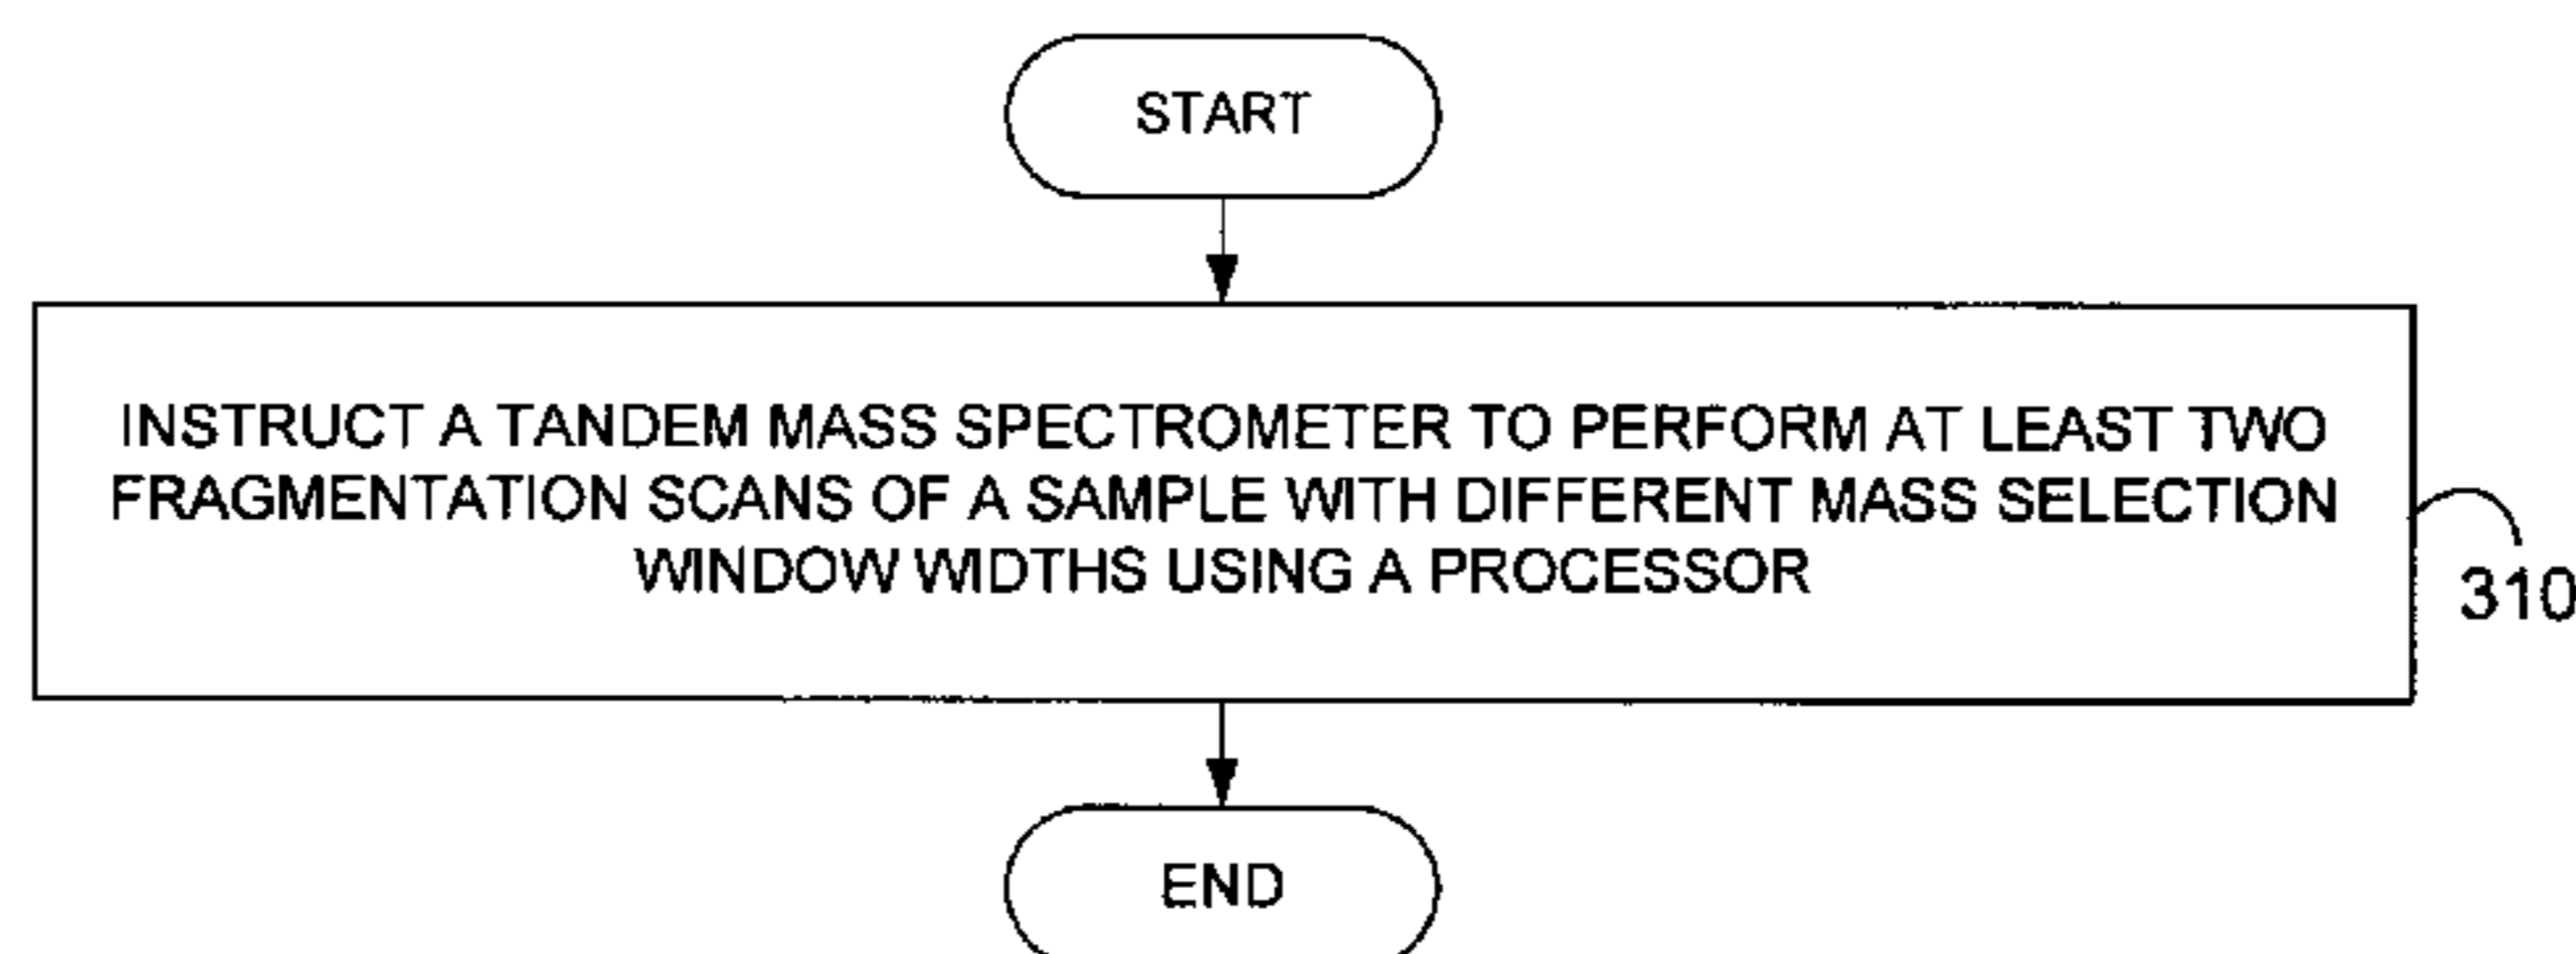 START
INSTRUCT A TANDEM MASS SPECTROMETER TO PERFORM AT LEAST TWO
FRAGMENTATION SCANS OF A SAMPLE WITH DIFFERENT MASS SELECTION
WINDOW WIDTHS USING A PROCESSOR
310
END